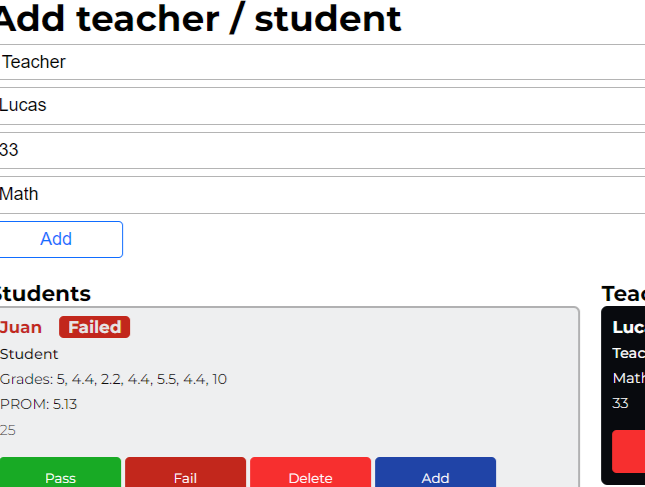 Add teacher / student
Teacher
Lucas
33
Math
Add
Students
Juan Failed
Student
Grades: 5, 4.4, 2.2, 4.4, 5.5, 4.4, 10
PROM: 5.13
25
Pass Fail Delete Add
Teac
Luc
Teac
Math
33